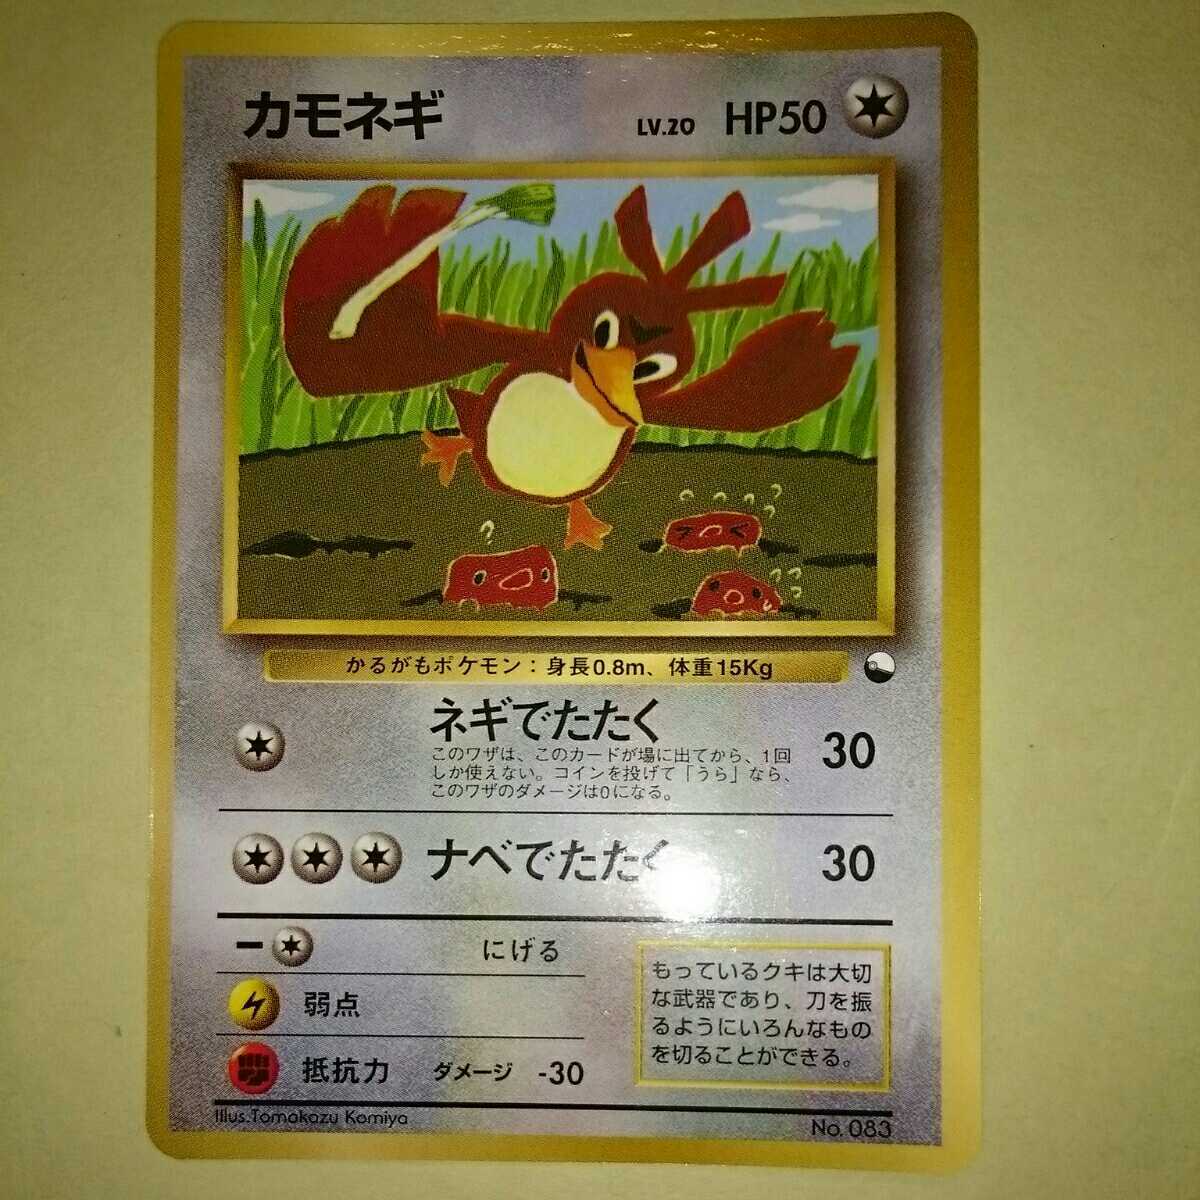 カモネギ LV.20 HP50
かるがもポケモン：身長0.8m、体重15Kg
ネギでたたく 30
このワザは、このカードが場に出てから、1回
しか使えない。コインを投げて「うら」なら、
このワザのダメージは0になる。
ナベでたたく 30
にげる
弱点
抵抗力 ダメージ -30
もっているクキは大切
な武器であり、刀を振
るようにいろんなもの
を切ることができる。
Illus.Tomokazu Komiya
No. 083